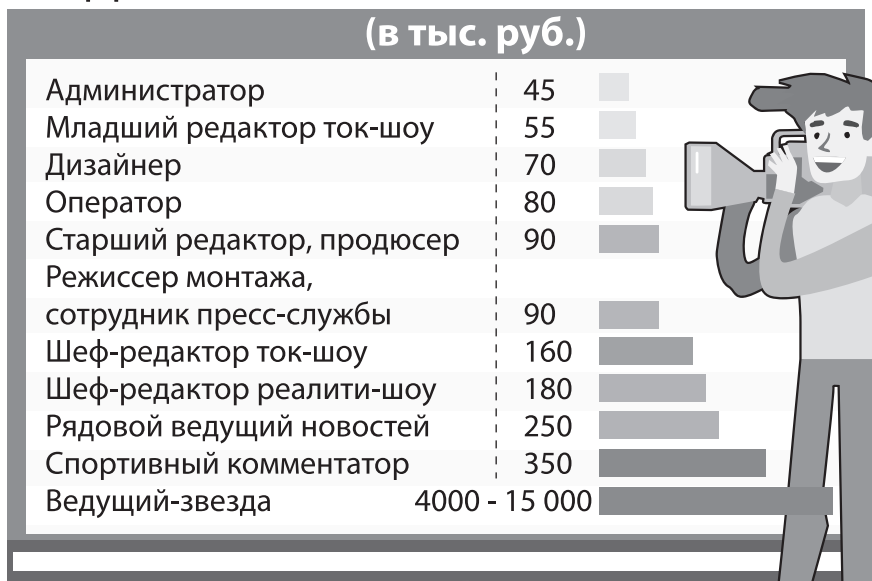 (в тыс. руб.)
Администратор 45
Младший редактор ток-шоу 55
Дизайнер 70
Оператор 80
Старший редактор, продюсер 90
Режиссер монтажа,
сотрудник пресс-службы 90
Шеф-редактор ток-шоу 160
Шеф-редактор реалити-шоу 180
Рядовой ведущий новостей 250
Спортивный комментатор 350
Ведущий-звезда 4000 - 15 000